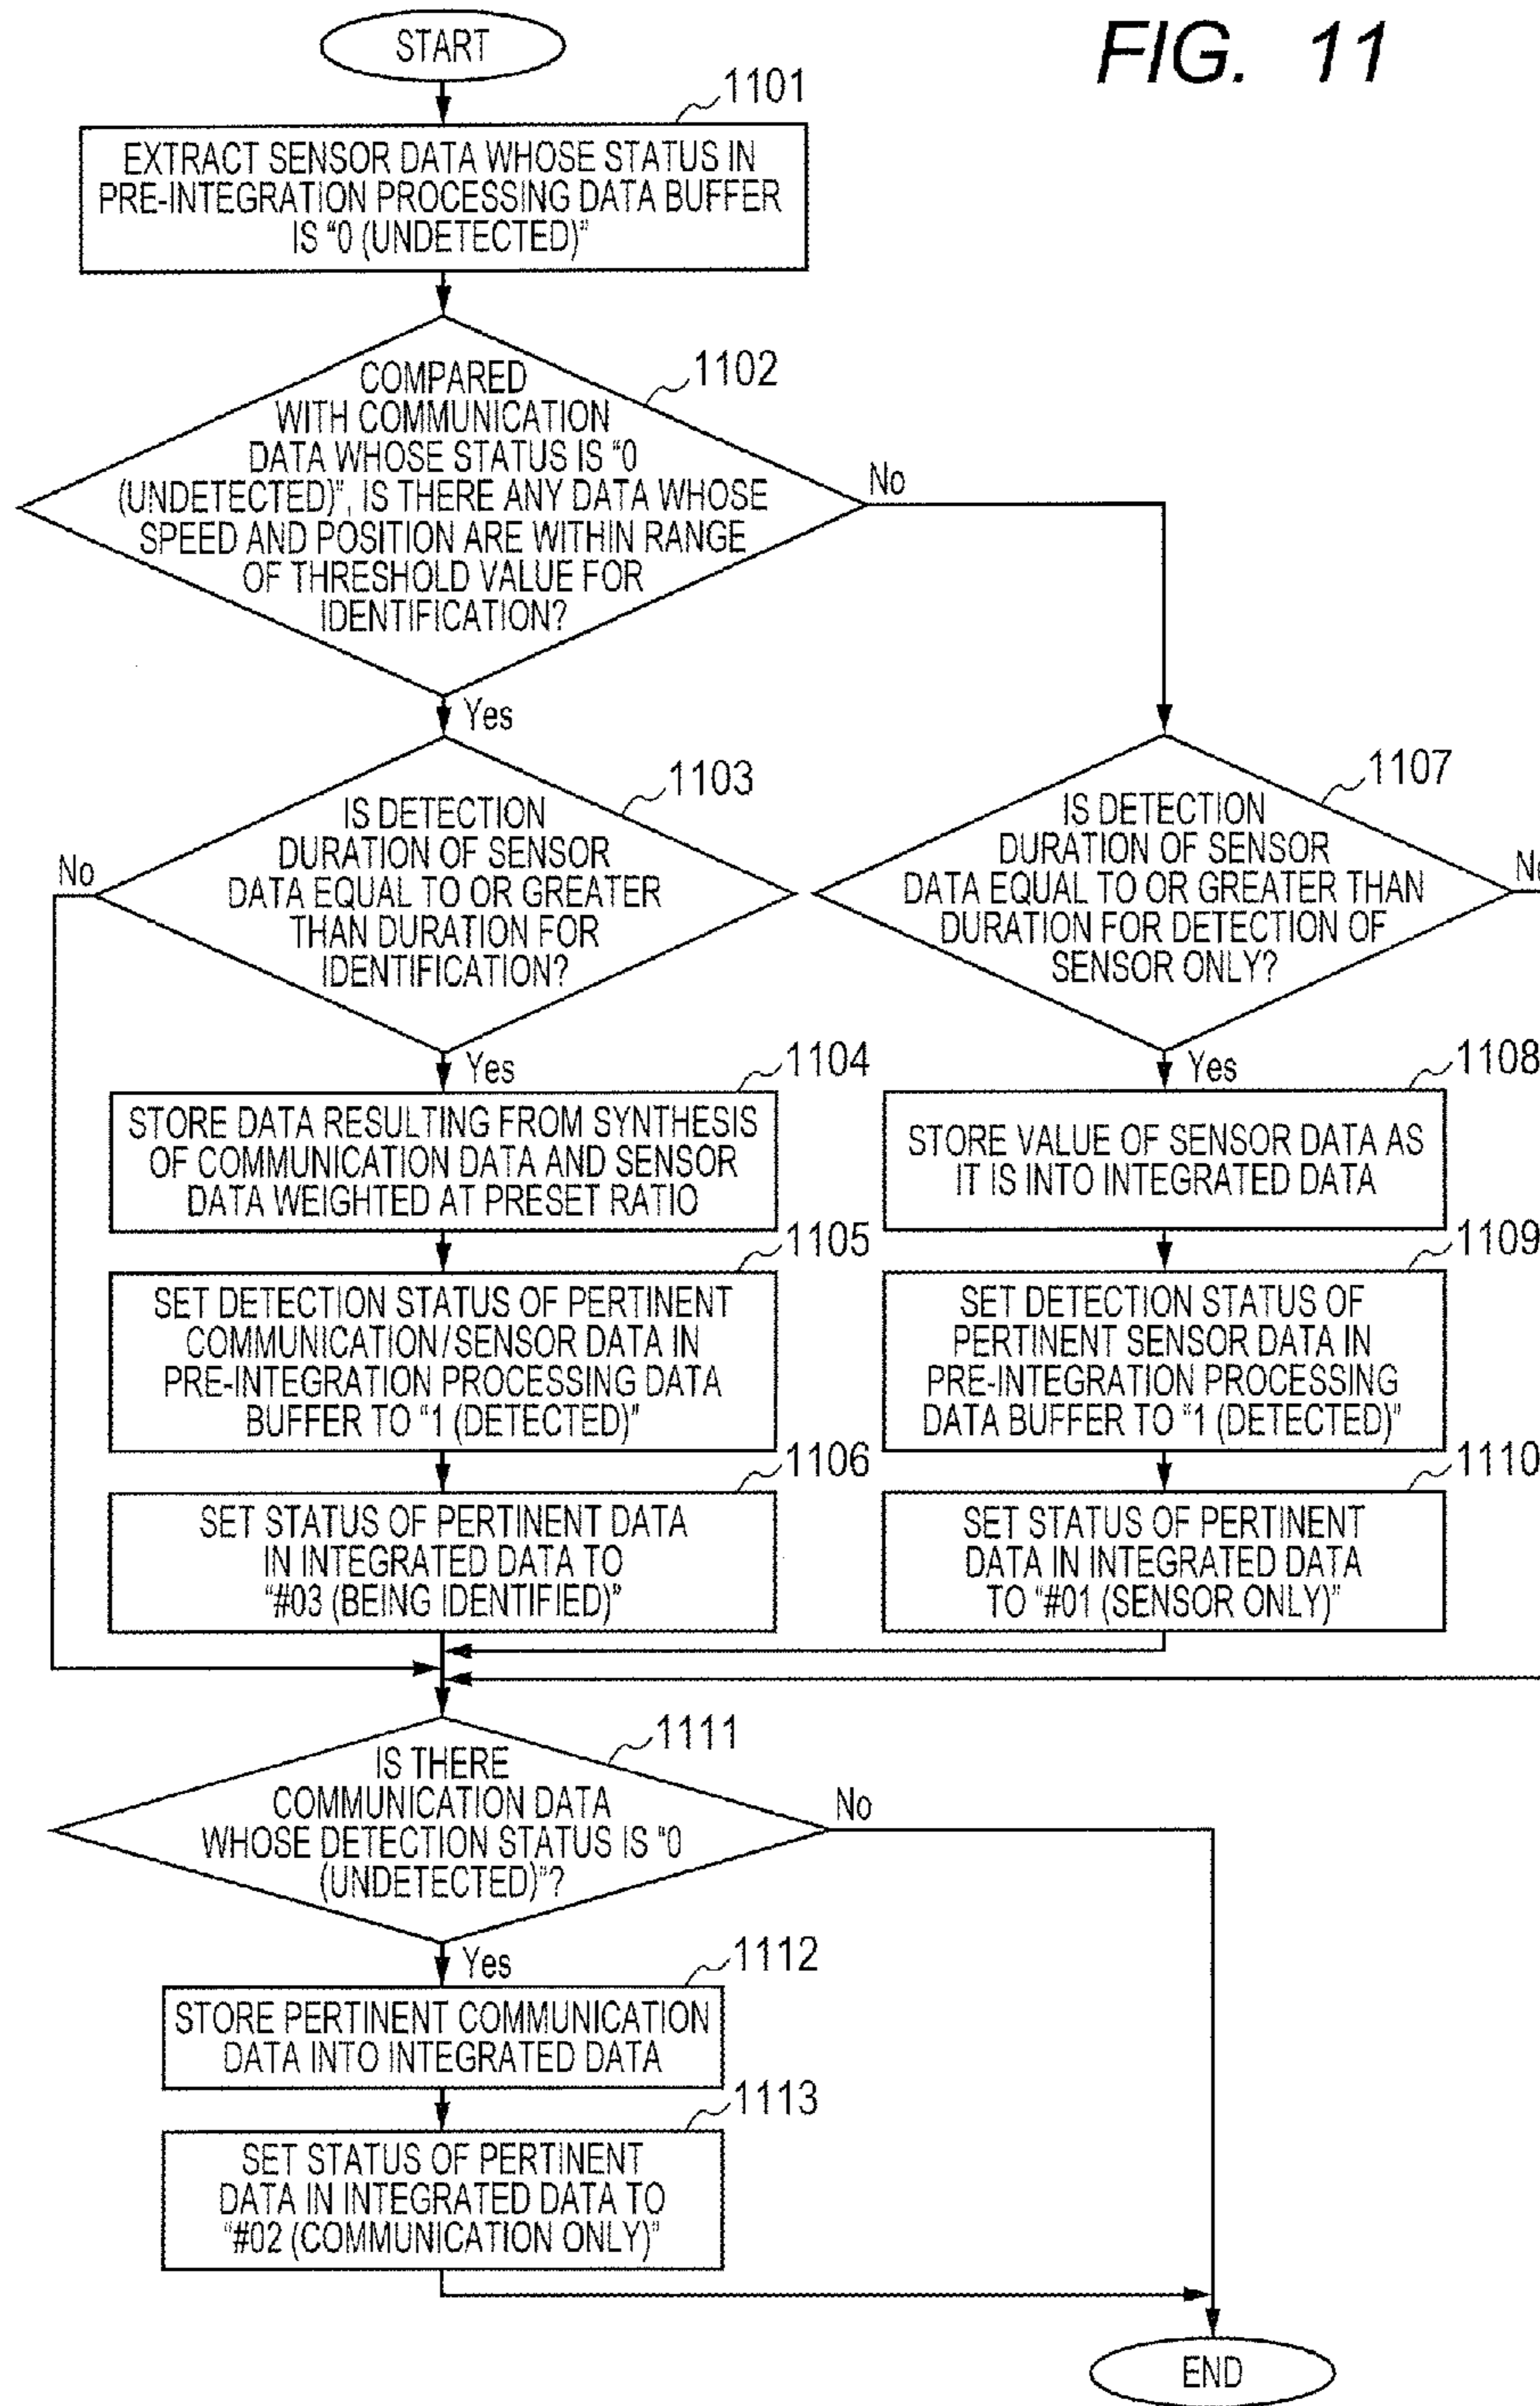 FIG. 11
START
1101
EXTRACT SENSOR DATA WHOSE STATUS IN
PRE-INTEGRATION PROCESSING DATA BUFFER
IS “0 (UNDETECTED)”
1102
COMPARED
WITH COMMUNICATION
DATA WHOSE STATUS IS “0
(UNDETECTED)”, IS THERE ANY DATA WHOSE
SPEED AND POSITION ARE WITHIN RANGE
OF THRESHOLD VALUE FOR
IDENTIFICATION?
No
Yes
1103
IS DETECTION
DURATION OF SENSOR
DATA EQUAL TO OR GREATER
THAN DURATION FOR
IDENTIFICATION?
No
Yes
1107
IS DETECTION
DURATION OF SENSOR
DATA EQUAL TO OR GREATER THAN
DURATION FOR DETECTION OF
SENSOR ONLY?
No
Yes
1104
STORE DATA RESULTING FROM SYNTHESIS
OF COMMUNICATION DATA AND SENSOR
DATA WEIGHTED AT PRESET RATIO
1108
STORE VALUE OF SENSOR DATA AS
IT IS INTO INTEGRATED DATA
1105
SET DETECTION STATUS OF PERTINENT
COMMUNICATION/SENSOR DATA IN
PRE-INTEGRATION PROCESSING DATA
BUFFER TO “1 (DETECTED)”
1109
SET DETECTION STATUS OF
PERTINENT SENSOR DATA IN
PRE-INTEGRATION PROCESSING
DATA BUFFER TO “1 (DETECTED)”
1106
SET STATUS OF PERTINENT DATA
IN INTEGRATED DATA TO
“#03 (BEING IDENTIFIED)”
1110
SET STATUS OF PERTINENT
DATA IN INTEGRATED DATA
TO “#01 (SENSOR ONLY)”
1111
IS THERE
COMMUNICATION DATA
WHOSE DETECTION STATUS IS “0
(UNDETECTED)”?
No
Yes
1112
STORE PERTINENT COMMUNICATION
DATA INTO INTEGRATED DATA
1113
SET STATUS OF PERTINENT
DATA IN INTEGRATED DATA TO
“#02 (COMMUNICATION ONLY)”
END